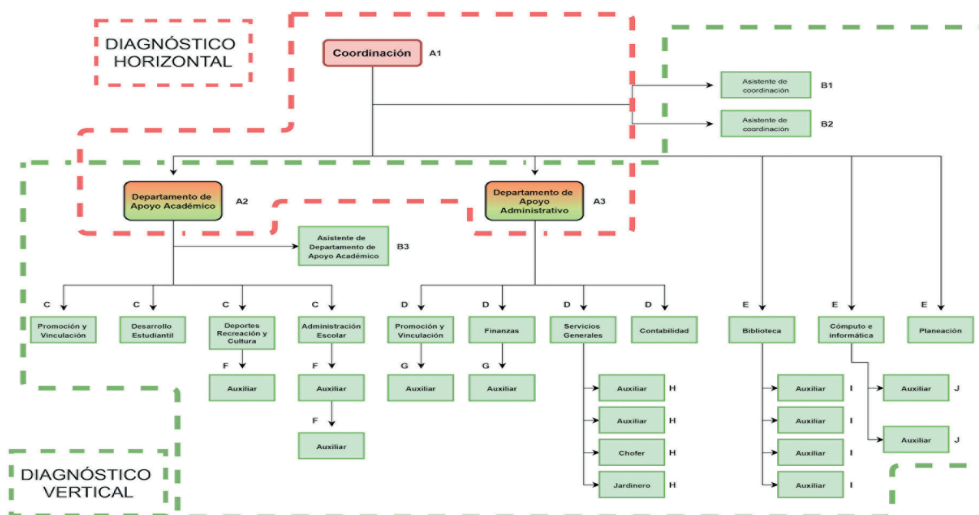 DIAGNÓSTICO
HORIZONTAL
Coordinación
A1
Asistente de
coordinación
B1
Asistente de
coordinación
B2
Departamento de
Apoyo Académico
A2
Departamento de
Apoyo
Administrativo
A3
Asistente de
Departamento de
Apoyo Académico
B3
C
C
C
C
D
D
D
D
E
E
E
Promoción y
Vinculación
Desarrollo
Estudiantil
Deportes
Recreación y
Cultura
Administración
Escolar
Promoción y
Vinculación
Finanzas
Servicios
Generales
Contabilidad
Biblioteca
Cómputo e
informática
Planeación
F
F
G
G
Auxiliar
Auxiliar
Auxiliar
Auxiliar
Auxiliar
H
Auxiliar
I
Auxiliar
J
F
Auxiliar
Auxiliar
H
Auxiliar
I
Auxiliar
J
Chofer
H
Auxiliar
I
Jardinero
H
Auxiliar
I
DIAGNÓSTICO
VERTICAL